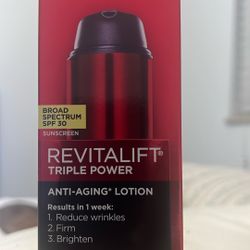 BROAD
SPECTRUM
SPF 30
SUNSCREEN
REVITALIFT®
TRIPLE POWER
ANTI-AGING* LOTION
Results in 1 week:
1. Reduce wrinkles
2. Firm
3. Brighten